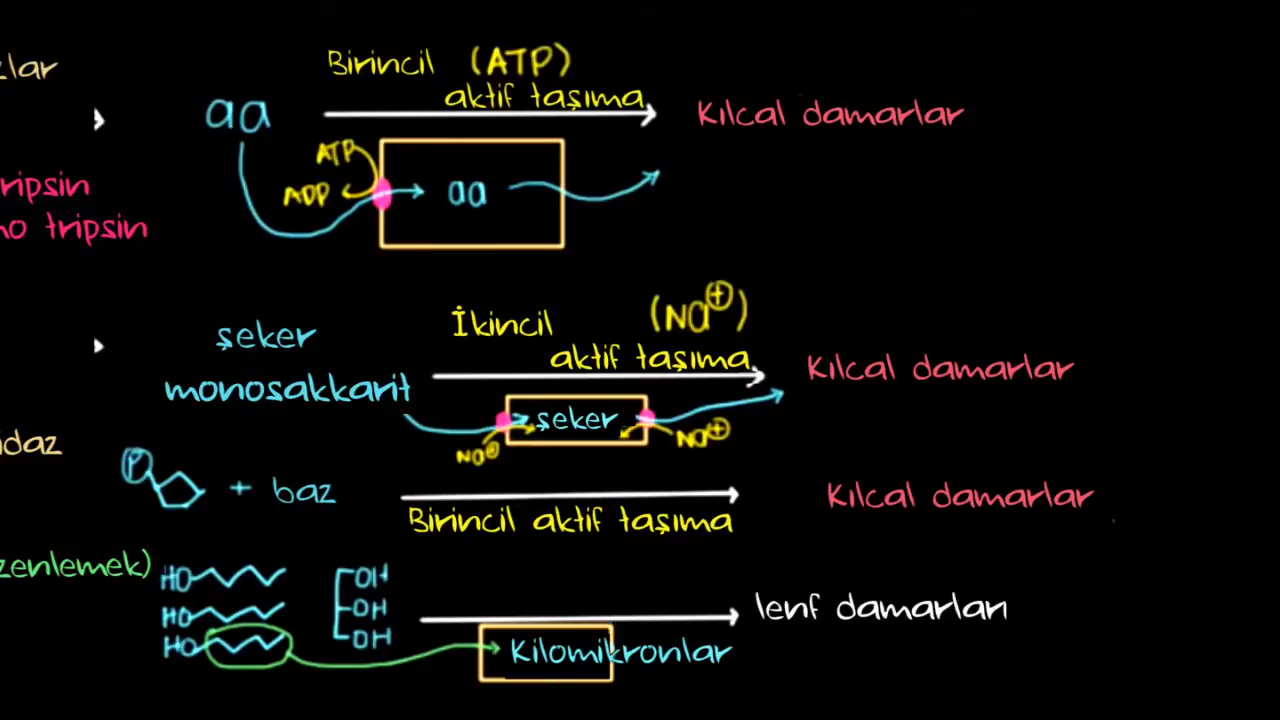 zlar
Birincil (ATP)
aktif taşıma
aa
Kılcal damarlar
ATP
ADP
aa
ripsin
no tripsin
İkincil (Na+)
aktif taşıma
şeker
monosakkarit
Kılcal damarlar
şeker
Na+
Na+
idaz
P
+ baz
Birincil aktif taşıma
Kılcal damarlar
zenlemek)
HO
HO
HO
OH
OH
OH
Kilomikronlar
lenf damarları